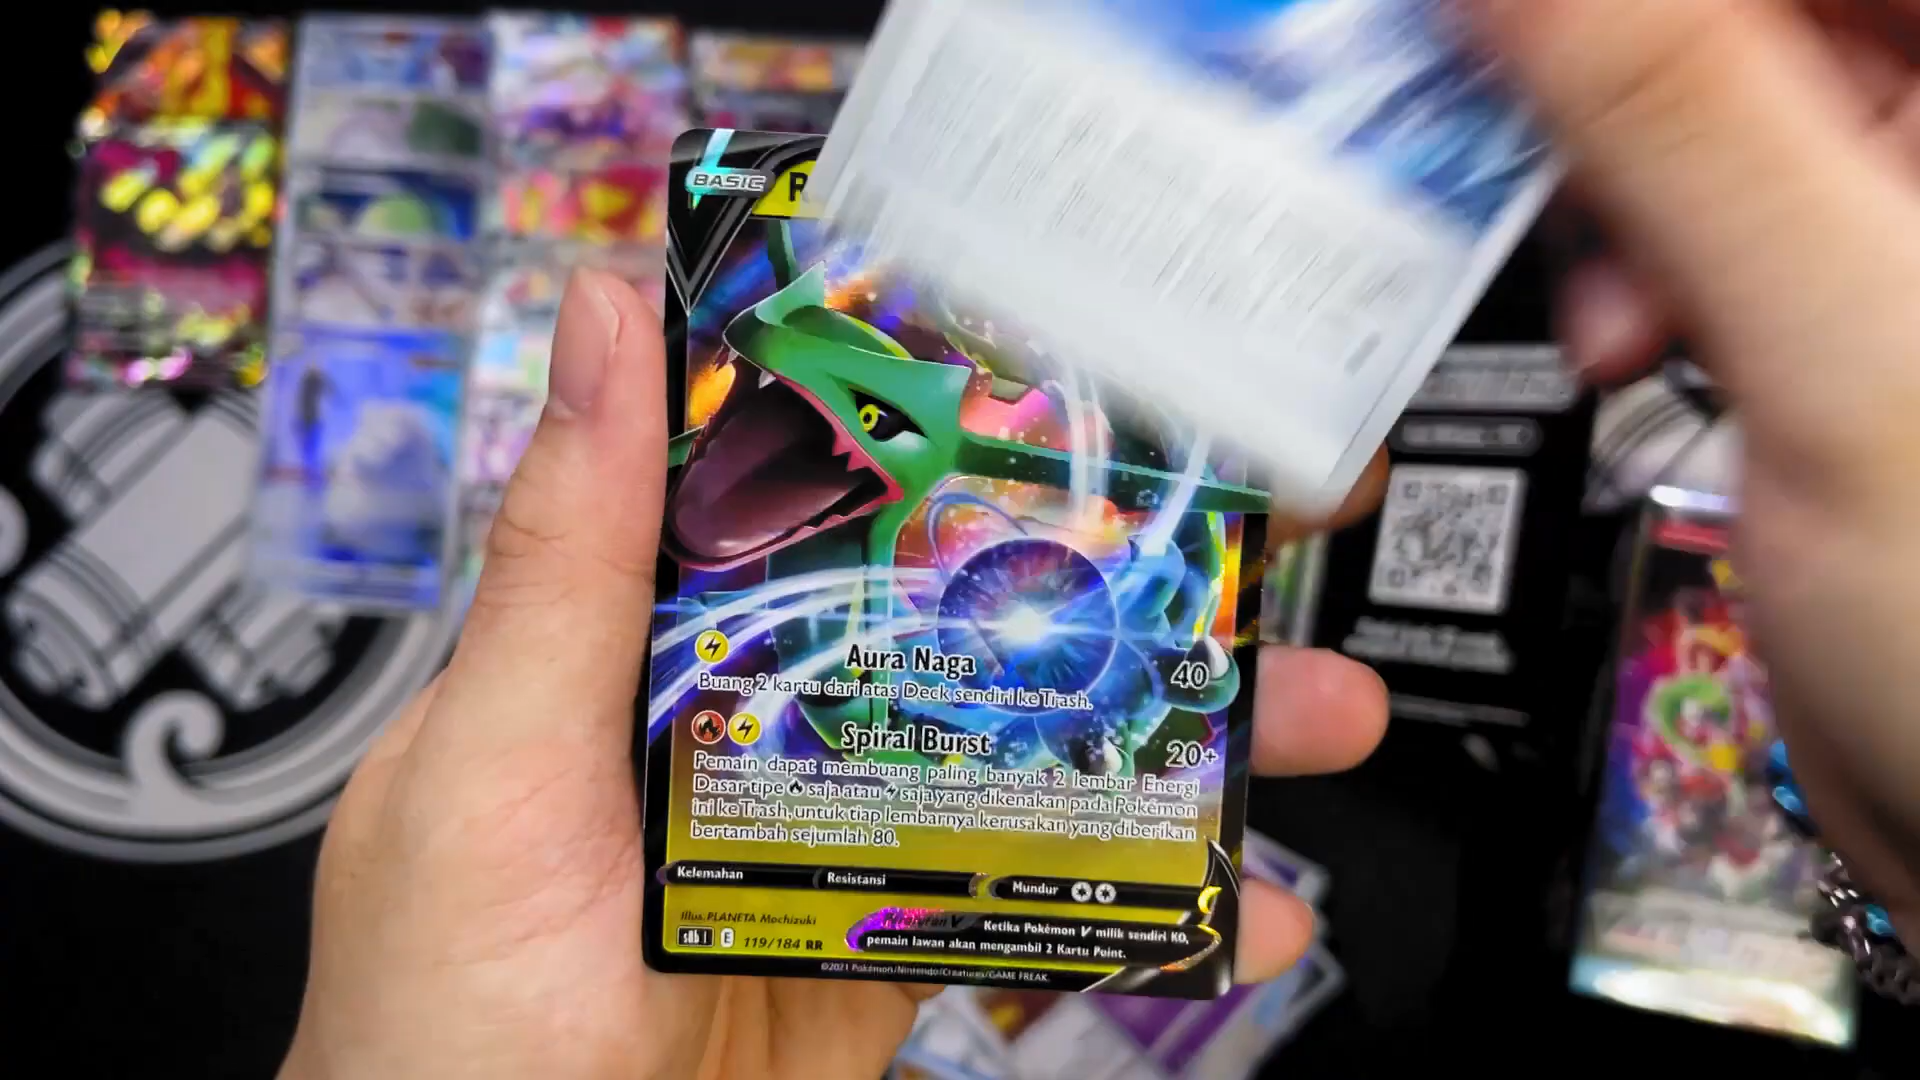 BASIC R
Aura Naga 40
Buang 2 kartu dari atas Deck sendiri ke Trash.
Spiral Burst 20+
Pemain dapat membuang paling banyak 2 lembar Energi
Dasar tipe saja atau saja yang dikenakan pada Pokémon
ini ke Trash, untuk tiap lembarnya kerusakan yang diberikan
bertambah sejumlah 80.
Kelemahan Resistansi Mundur
Illus. PLANETA Mochizuki
Ketika Pokémon V milik sendiri KO,
pemain lawan akan mengambil 2 Kartu Point.
s8b I E 119/184 RR
©2021 Pokémon/Nintendo/Creatures/GAME FREAK.